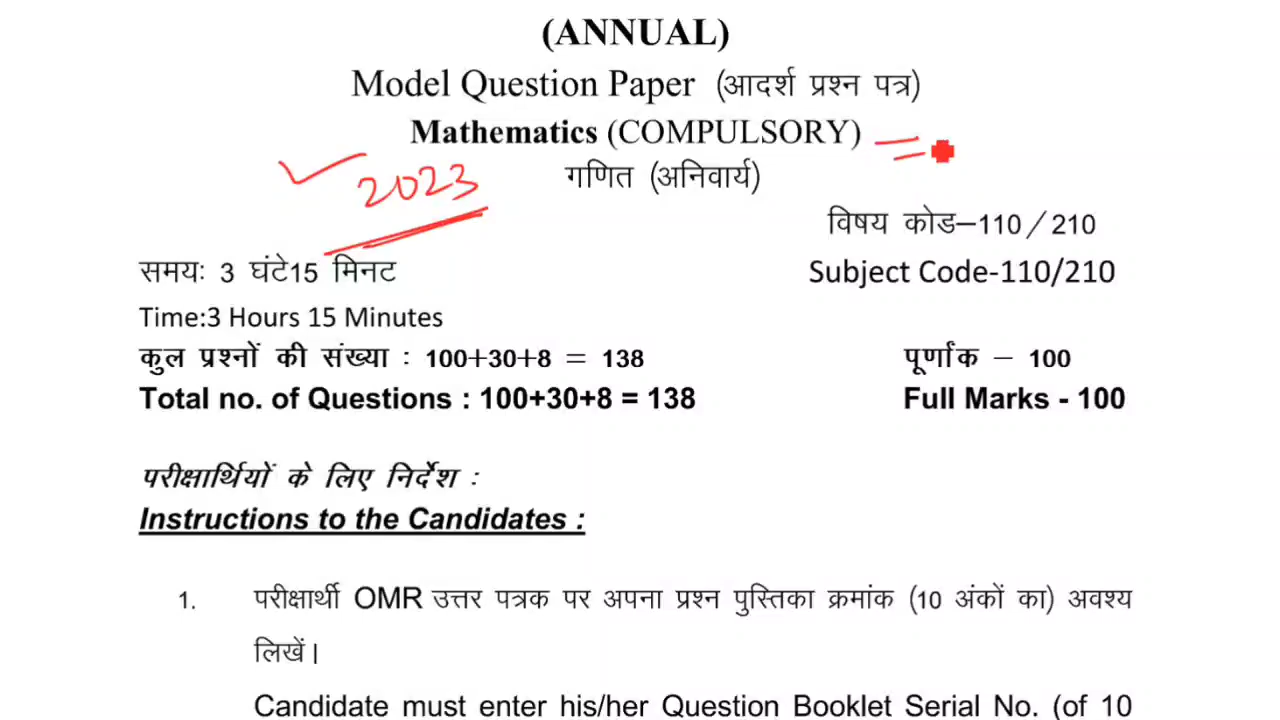 (ANNUAL)
Model Question Paper (आदर्श प्रश्न पत्र)
Mathematics (COMPULSORY)
2023
गणित (अनिवार्य)
विषय कोड–110 / 210
समयः 3 घंटे15 मिनट
Subject Code-110/210
Time:3 Hours 15 Minutes
कुल प्रश्नों की संख्या : 100+30+8 = 138
पूर्णांक – 100
Total no. of Questions : 100+30+8 = 138
Full Marks - 100
परीक्षार्थियों के लिए निर्देश :
Instructions to the Candidates :
1. परीक्षार्थी OMR उत्तर पत्रक पर अपना प्रश्न पुस्तिका क्रमांक (10 अंकों का) अवश्य
लिखें।
Candidate must enter his/her Question Booklet Serial No. (of 10